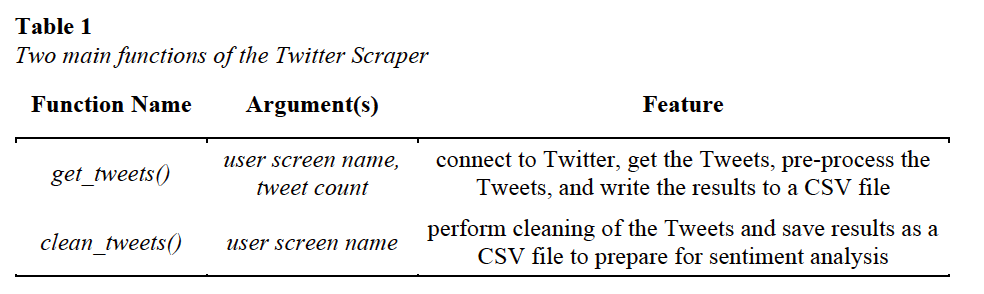 Table 1
Two main functions of the Twitter Scraper
Function Name Argument(s) Feature
get_tweets() user screen name, tweet count connect to Twitter, get the Tweets, pre-process the Tweets, and write the results to a CSV file
clean_tweets() user screen name perform cleaning of the Tweets and save results as a CSV file to prepare for sentiment analysis